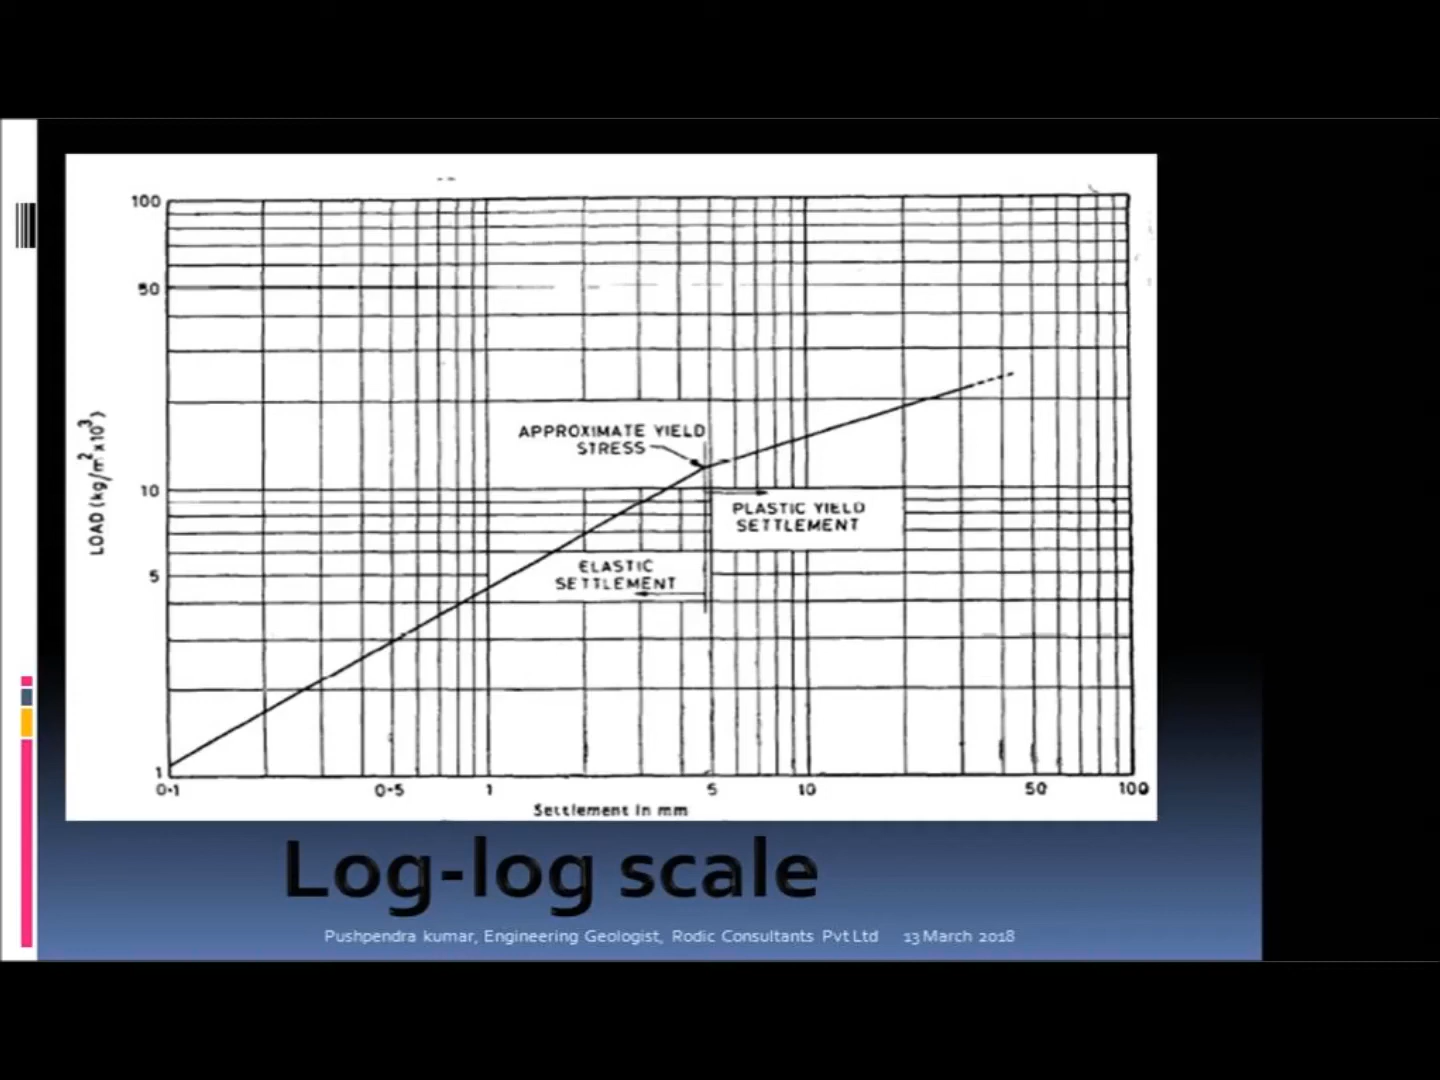 100
50
10
5
1
LOAD (kg/m²x10³)
APPROXIMATE YIELD
STRESS
PLASTIC YIELD
SETTLEMENT
ELASTIC
SETTLEMENT
0·1 0·5 1 5 10 50 100
Settlement in mm
Log-log scale
Pushpendra kumar, Engineering Geologist, Rodic Consultants Pvt Ltd 13 March 2018